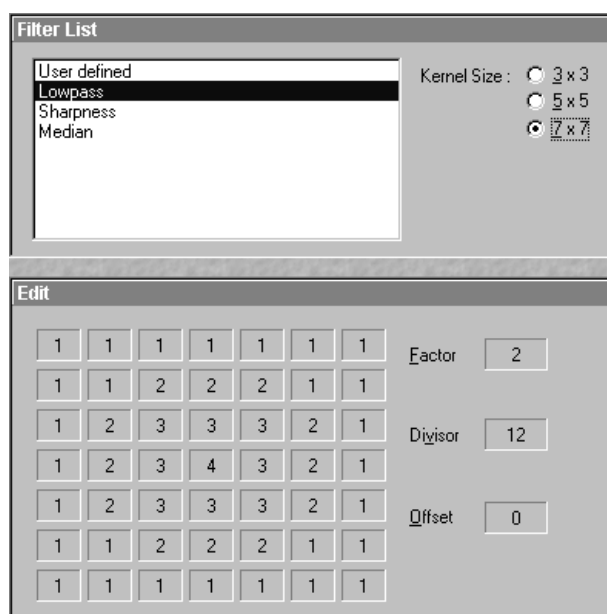 Filter List
User defined
Lowpass
Sharpness
Median
Kernel Size :
3 x 3
5 x 5
7 x 7
Edit
1 1 1 1 1 1 1
1 1 2 2 2 1 1
1 2 3 3 3 2 1
1 2 3 4 3 2 1
1 2 3 3 3 2 1
1 1 2 2 2 1 1
1 1 1 1 1 1 1
Factor 2
Divisor 12
Offset 0